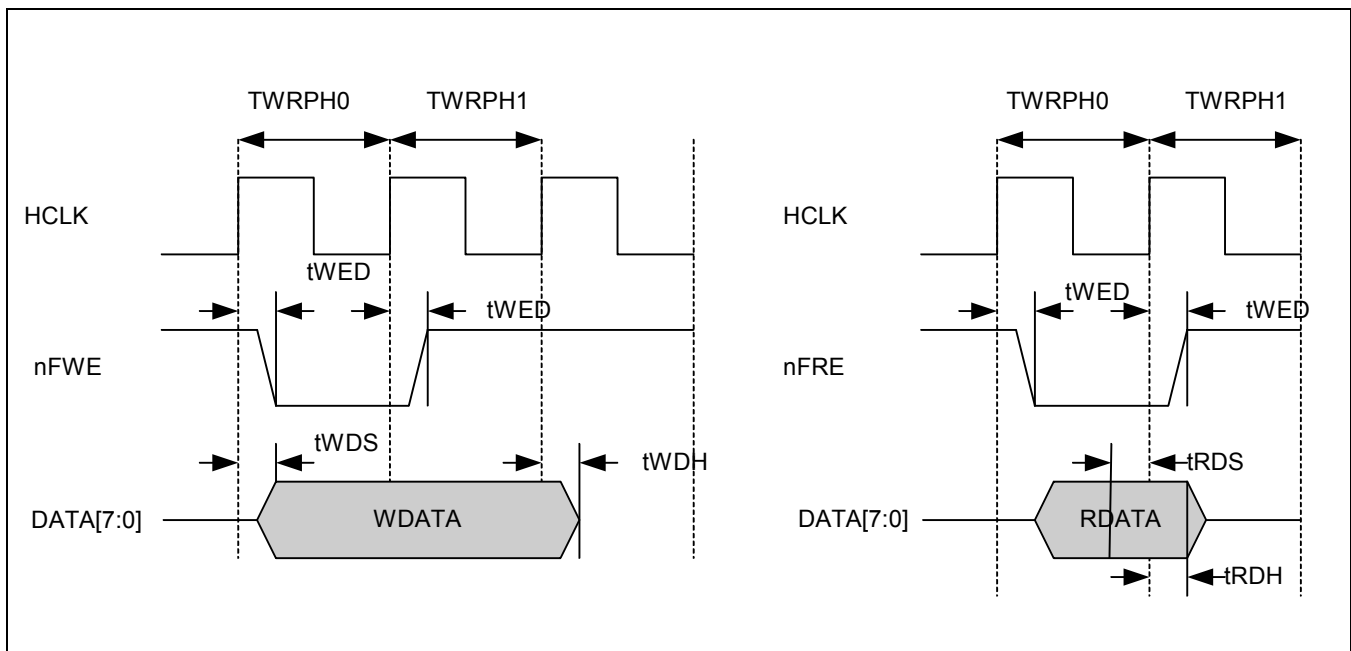 TWRPH0 TWRPH1
HCLK
tWED
tWED
nFWE
tWDS
tWDH
DATA[7:0]
WDATA
TWRPH0 TWRPH1
HCLK
tWED
tWED
nFRE
tRDS
DATA[7:0]
RDATA
tRDH